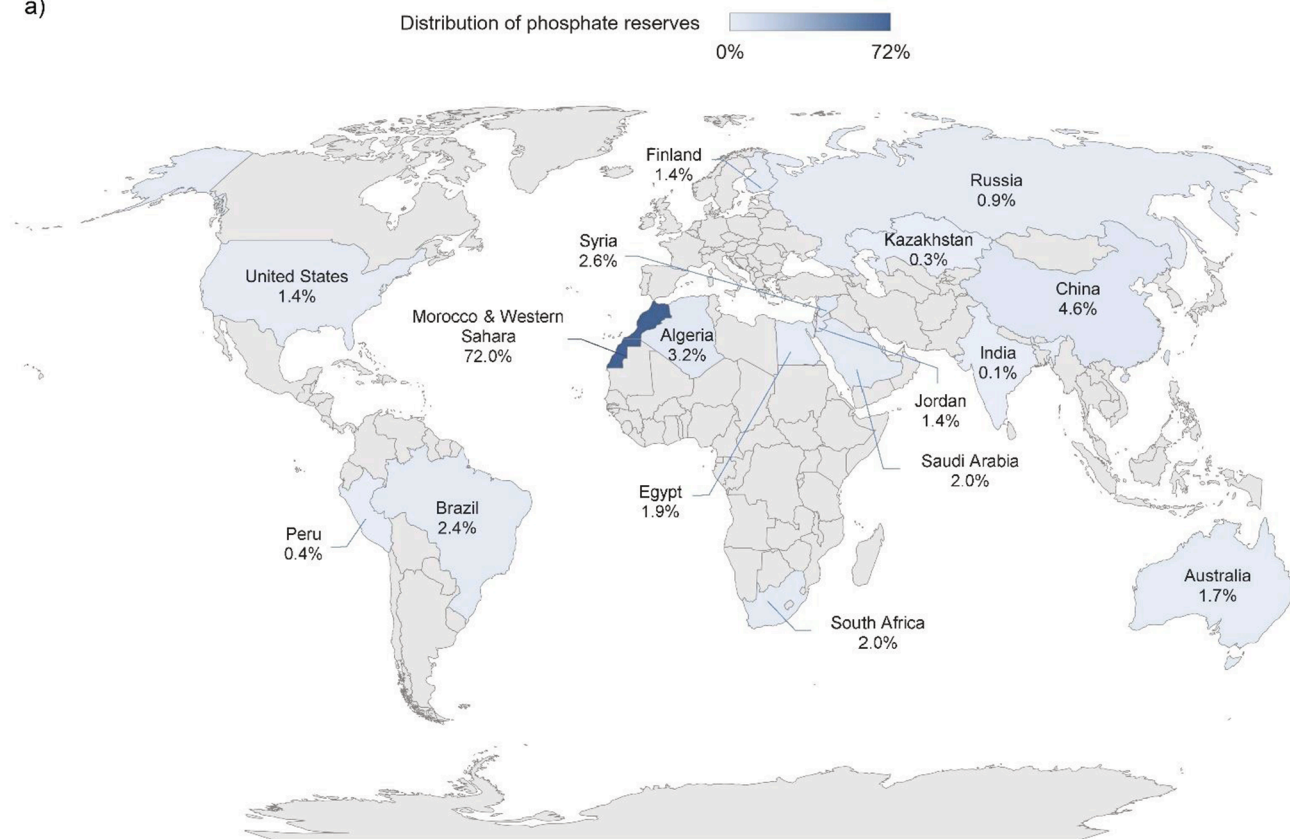 a)
Distribution of phosphate reserves
0%
72%
Finland
1.4%
Russia
0.9%
Syria
2.6%
Kazakhstan
0.3%
United States
1.4%
China
4.6%
Morocco & Western
Sahara
72.0%
Algeria
3.2%
India
0.1%
Jordan
1.4%
Saudi Arabia
2.0%
Egypt
1.9%
Brazil
2.4%
Peru
0.4%
Australia
1.7%
South Africa
2.0%